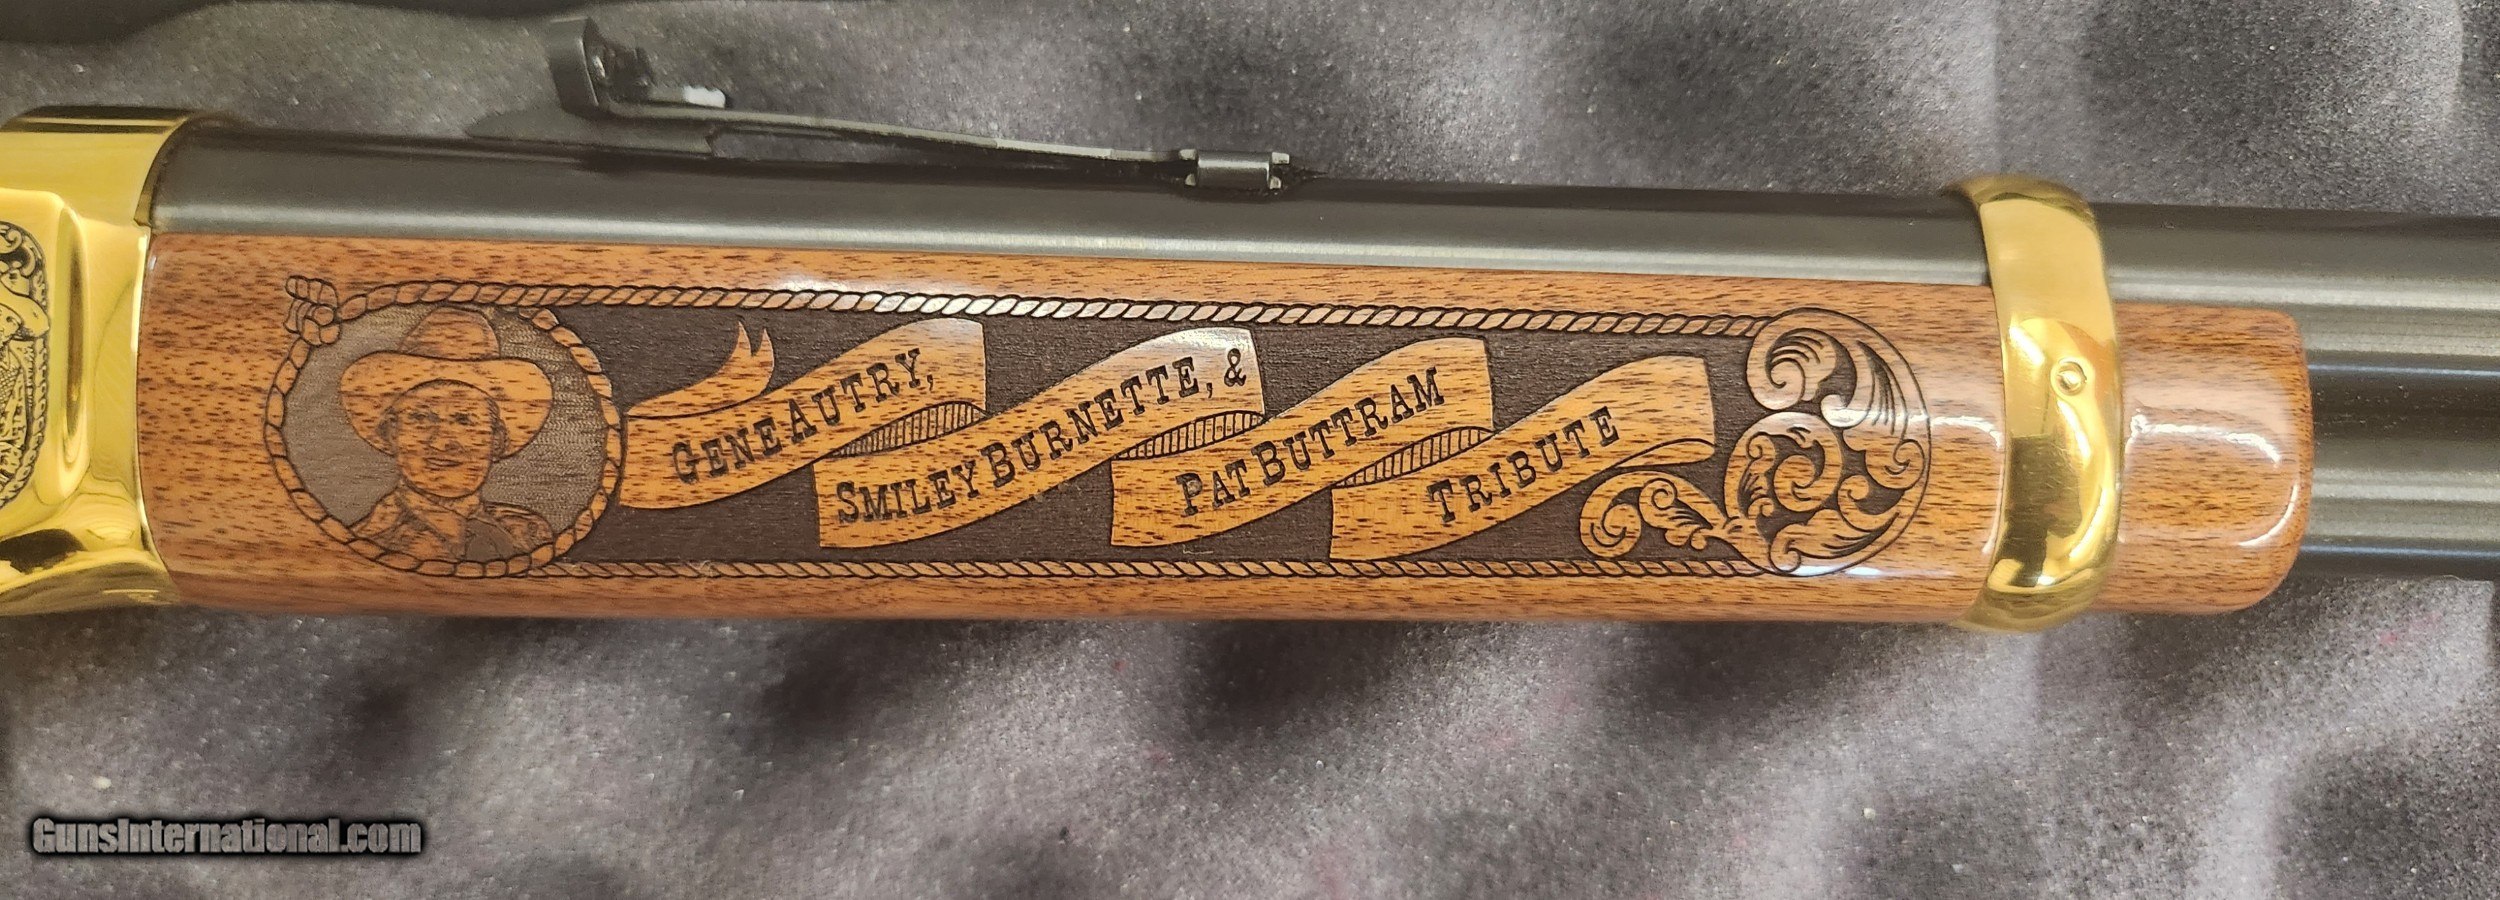 GENE AUTRY,
SMILEY BURNETTE, &
PAT BUTTRAM
TRIBUTE
GunsInternational.com